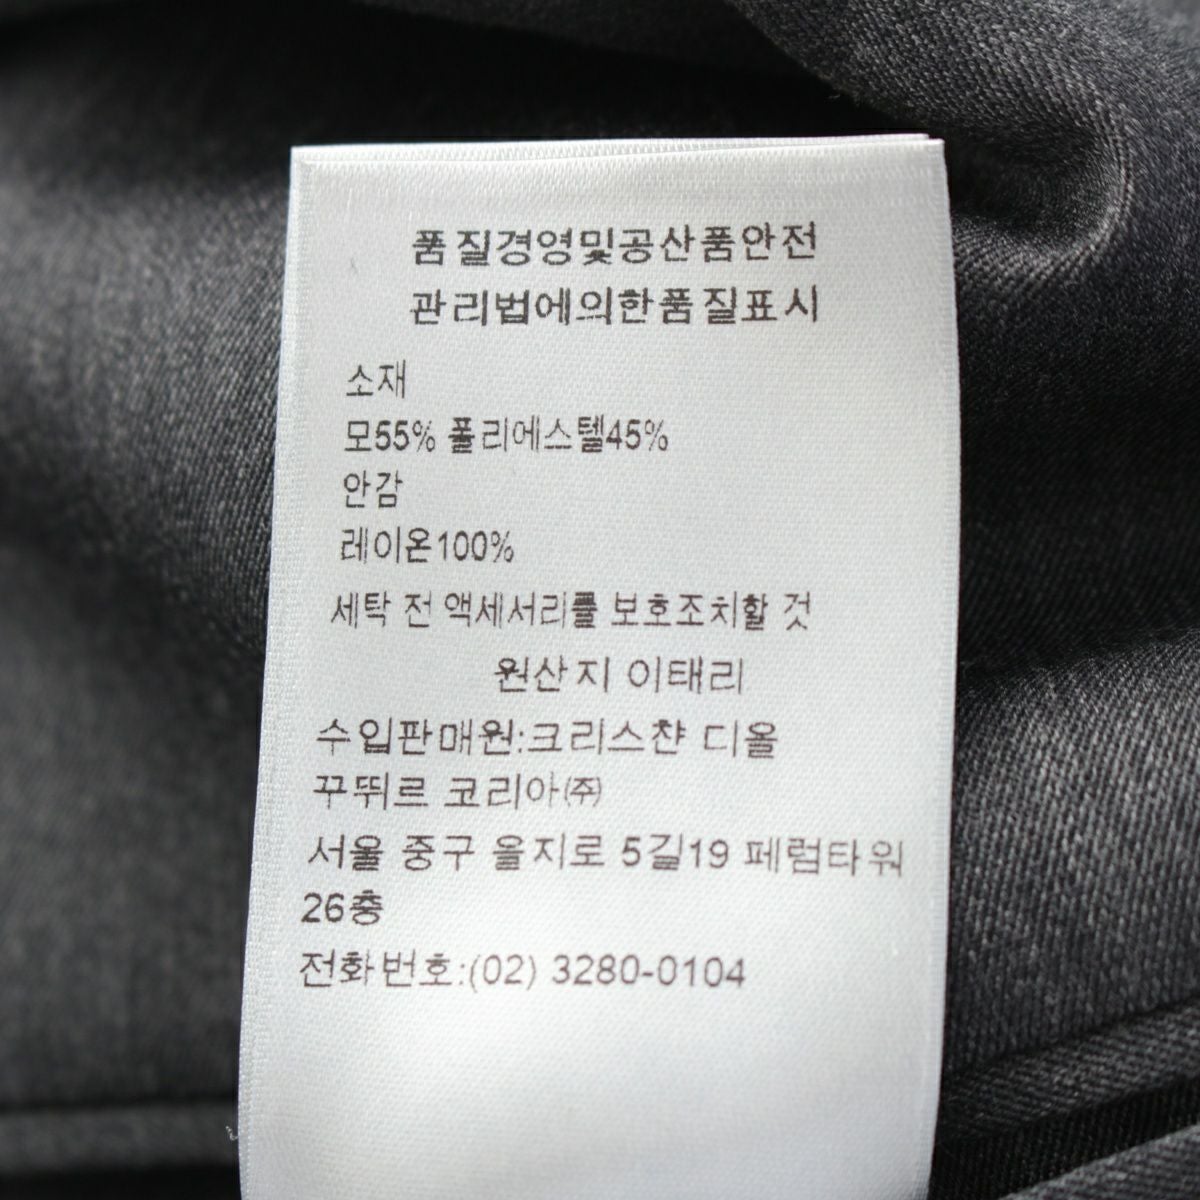 품질경영및공산품안전
관리법에의한품질표시
소재
모55% 폴리에스텔45%
안감
레이온100%
세탁 전 액세서리를 보호조치할 것
원산지 이태리
수입판매원:크리스챤 디올
꾸뛰르 코리아㈜
서울 중구 을지로 5길19 페럼타워
26층
전화번호:(02) 3280-0104